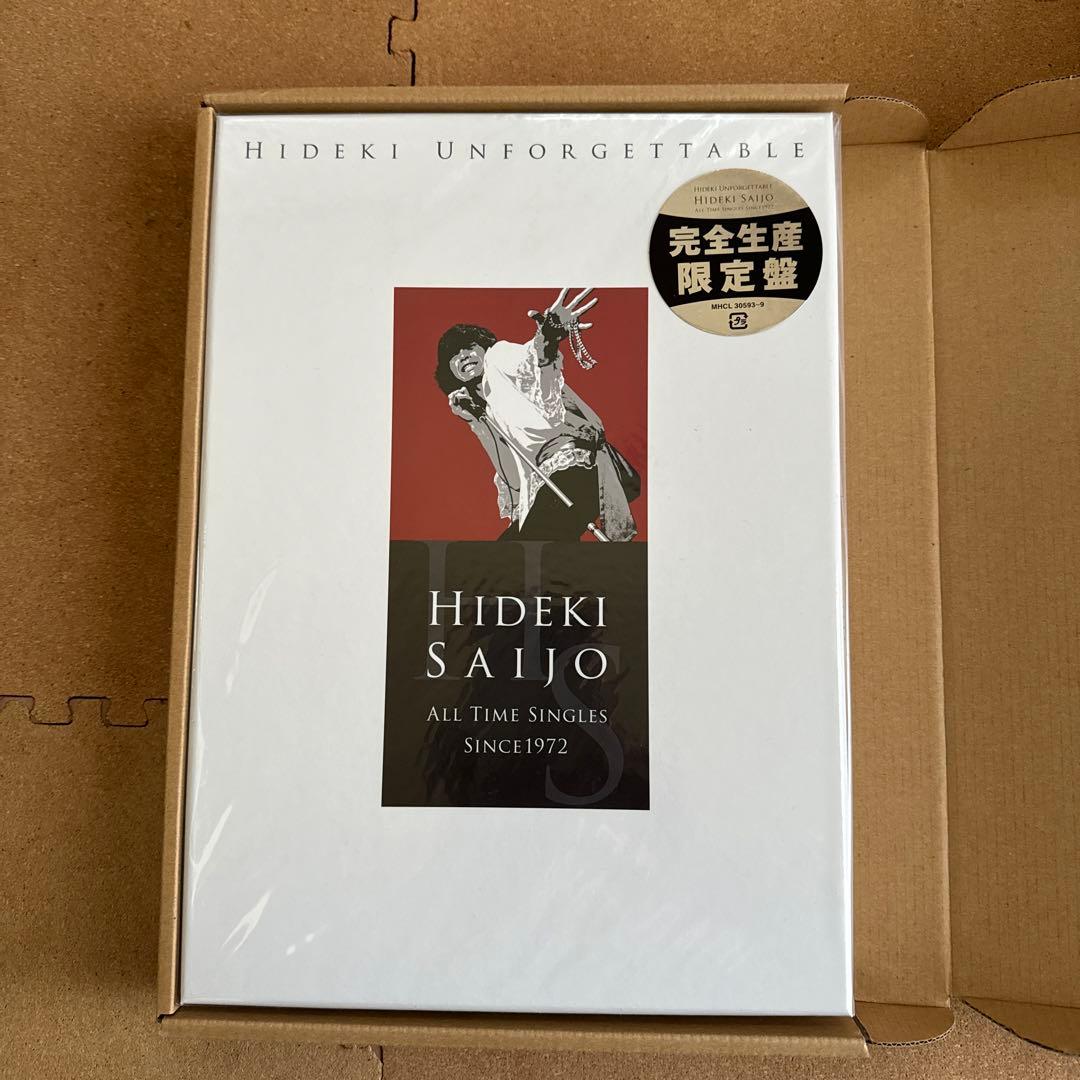 HIDEKI UNFORGETTABLE
HIDEKI UNFORGETTABLE
HIDEKI SAIJO
ALL TIME SINGLES SINCE1972
完全生産
限定盤
MHCL 30593~9
HS
HIDEKI
SAIJO
ALL TIME SINGLES
SINCE1972